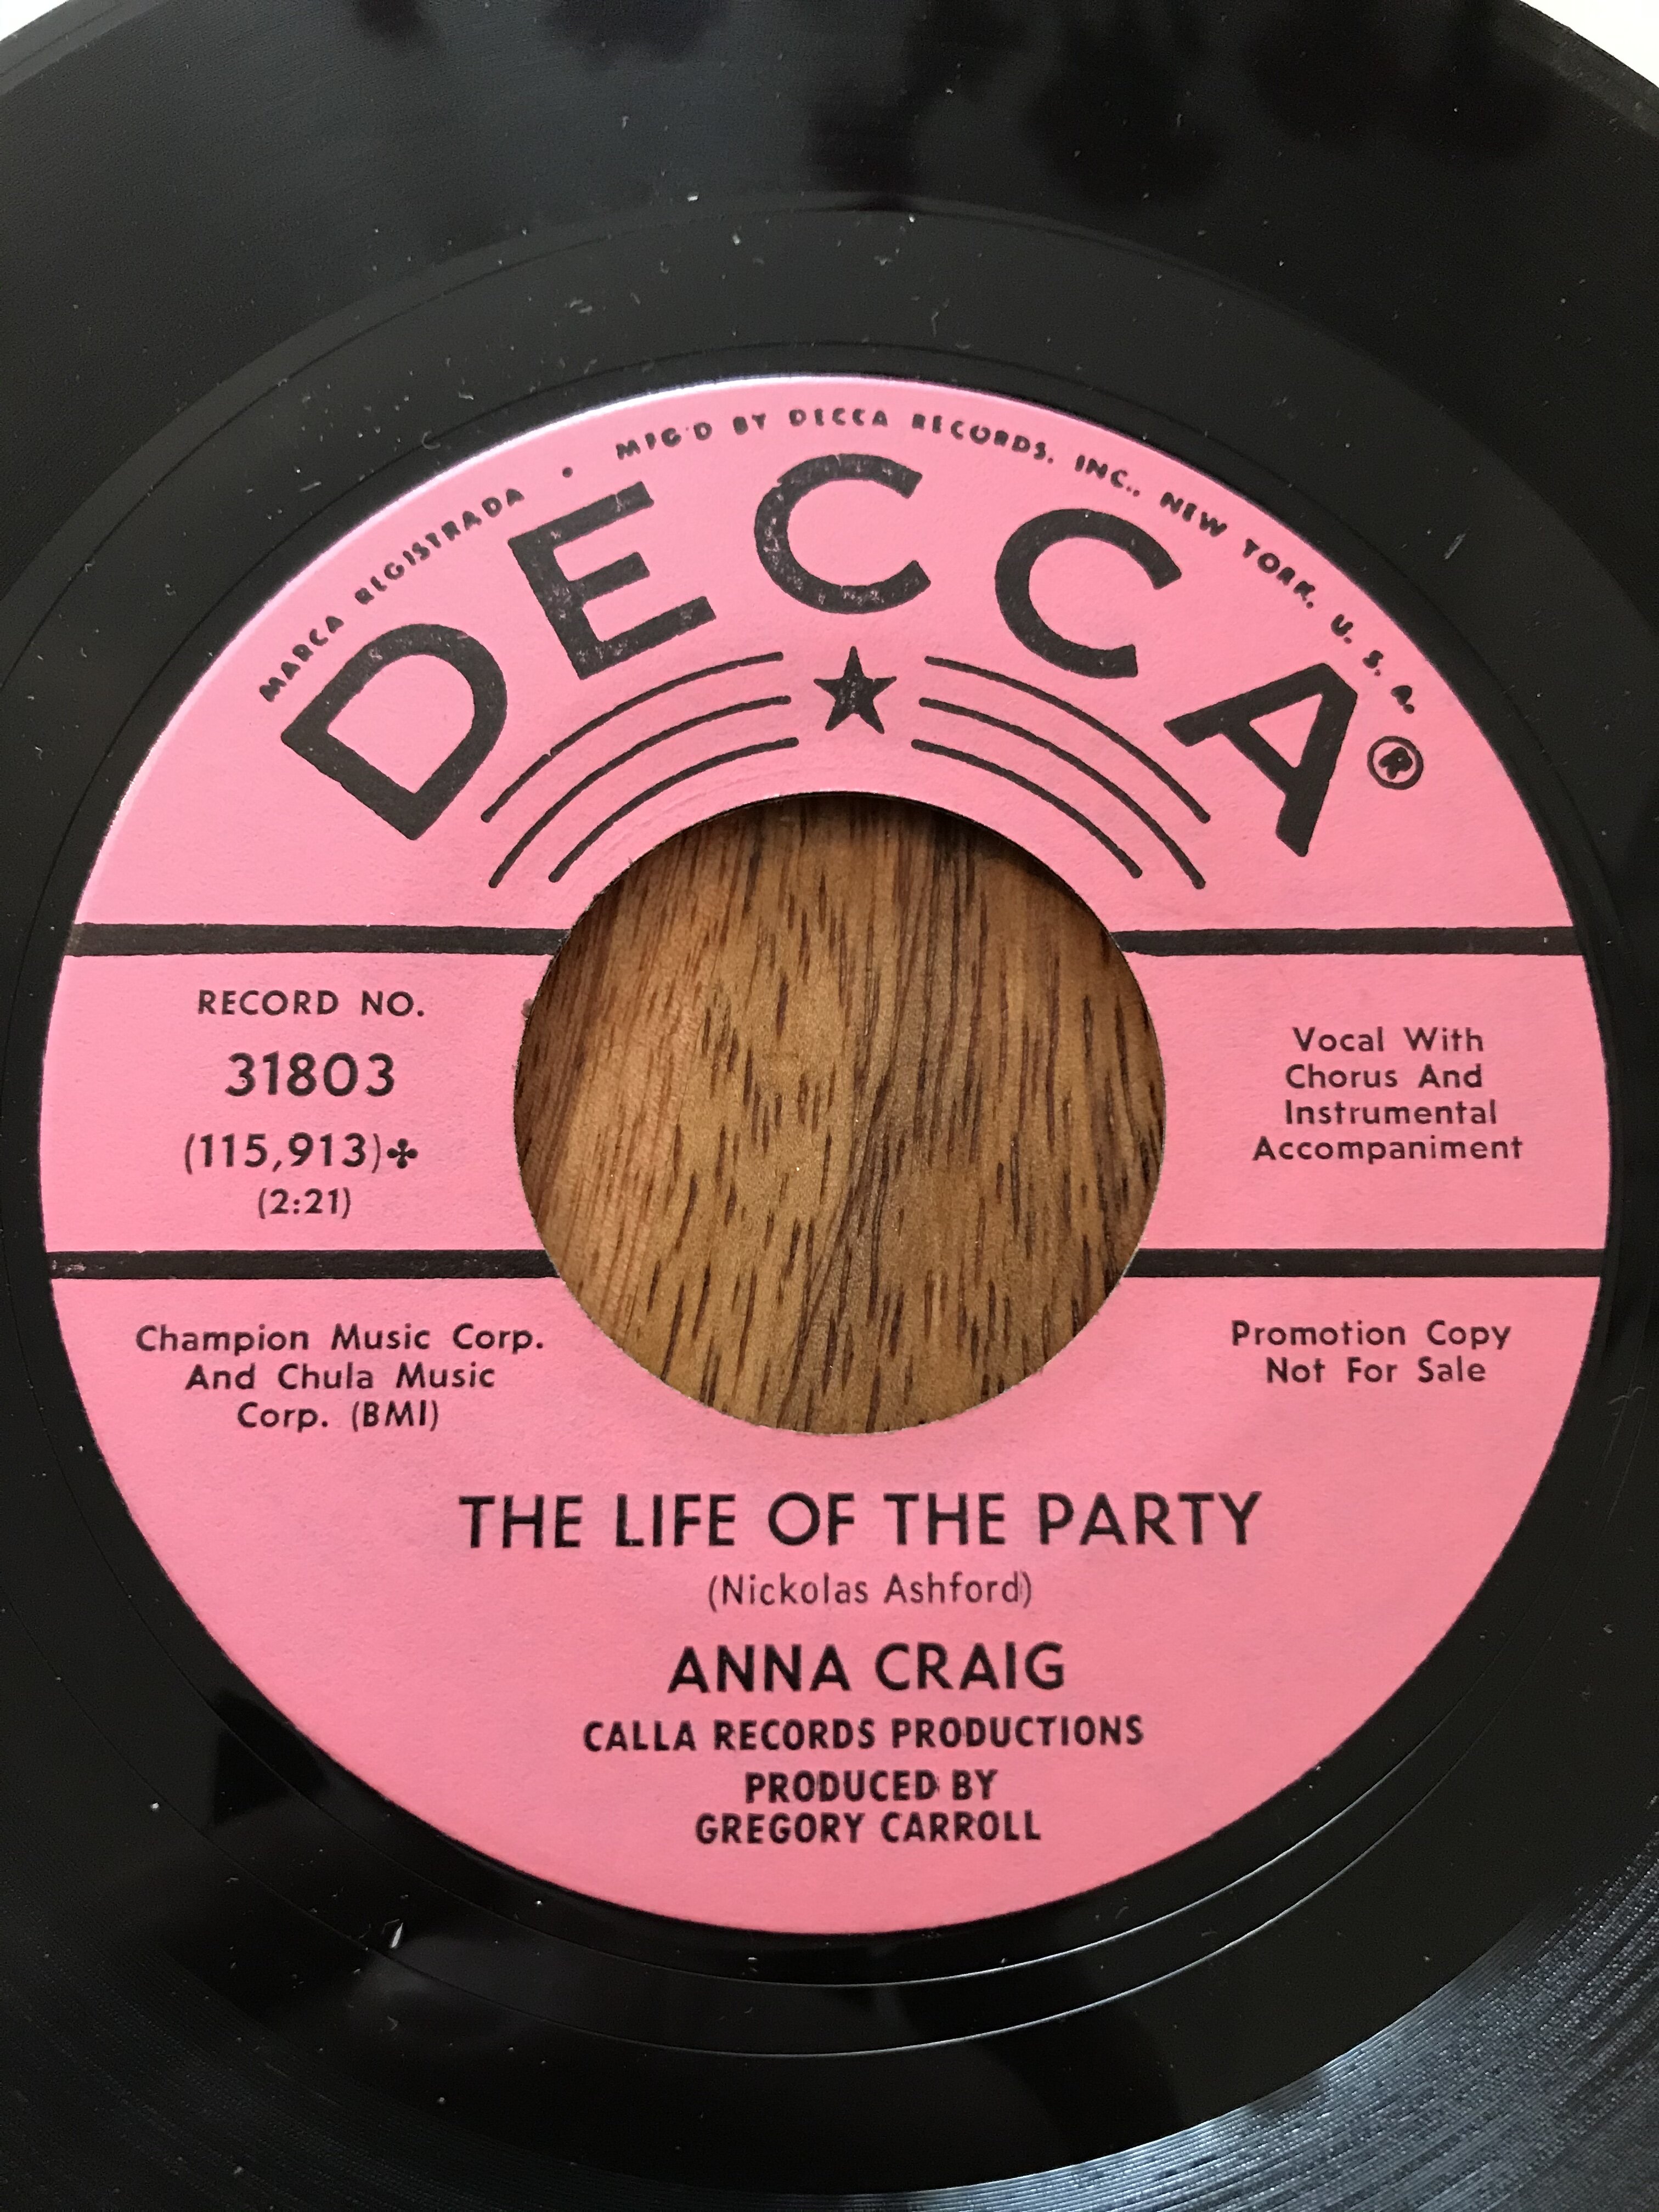 MARCA REGISTRADA • MFG'D BY DECCA RECORDS, INC., NEW YORK, U. S. A.
DECCA®
RECORD NO.
31803
(115,913)✤
(2:21)
Vocal With
Chorus And
Instrumental
Accompaniment
Champion Music Corp.
And Chula Music
Corp. (BMI)
Promotion Copy
Not For Sale
THE LIFE OF THE PARTY
(Nickolas Ashford)
ANNA CRAIG
CALLA RECORDS PRODUCTIONS
PRODUCED BY
GREGORY CARROLL